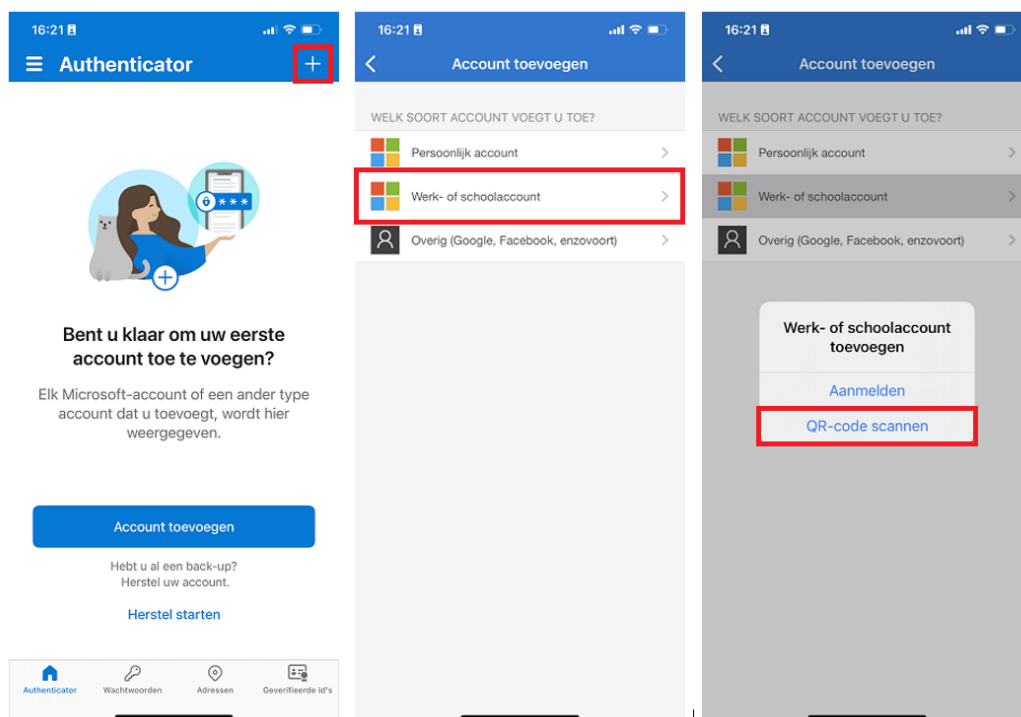 16:21
Authenticator
Bent u klaar om uw eerste
account toe te voegen?
Elk Microsoft-account of een ander type
account dat u toevoegt, wordt hier
weergegeven.
Account toevoegen
Hebt u al een back-up?
Herstel uw account.
Herstel starten
Authenticator
Wachtwoorden
Adressen
Geverifieerde id's
16:21
Account toevoegen
WELK SOORT ACCOUNT VOEGT U TOE?
Persoonlijk account
Werk- of schoolaccount
Overig (Google, Facebook, enzovoort)
16:21
Account toevoegen
WELK SOORT ACCOUNT VOEGT U TOE?
Persoonlijk account
Werk- of schoolaccount
Overig (Google, Facebook, enzovoort)
Werk- of schoolaccount
toevoegen
Aanmelden
QR-code scannen